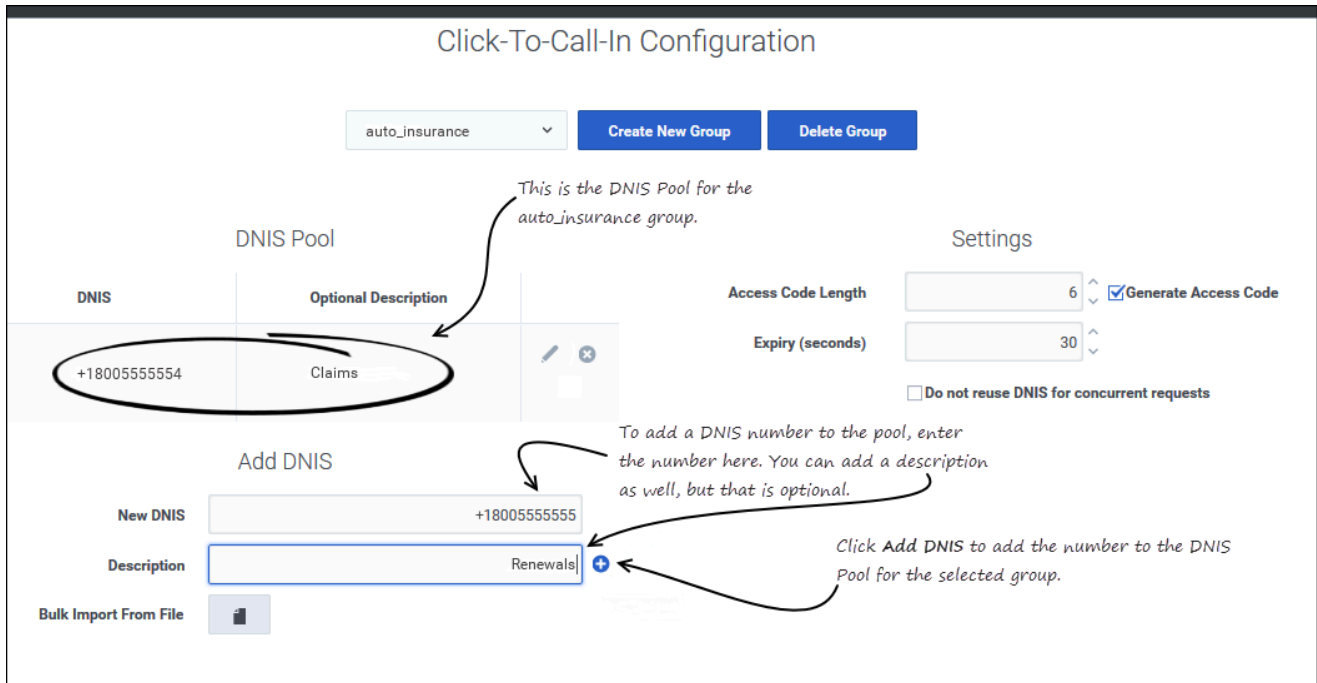 Click-To-Call-In Configuration
auto_insurance
Create New Group
Delete Group
This is the DNIS Pool for the
auto_insurance group.
DNIS Pool
Settings
DNIS
Optional Description
Access Code Length
6
Generate Access Code
Expiry (seconds)
30
+18005555554
Claims
Do not reuse DNIS for concurrent requests
To add a DNIS number to the pool, enter
the number here. You can add a description
as well, but that is optional.
Add DNIS
New DNIS
+18005555555
Description
Renewals
Click Add DNIS to add the number to the DNIS
Pool for the selected group.
Bulk Import From File